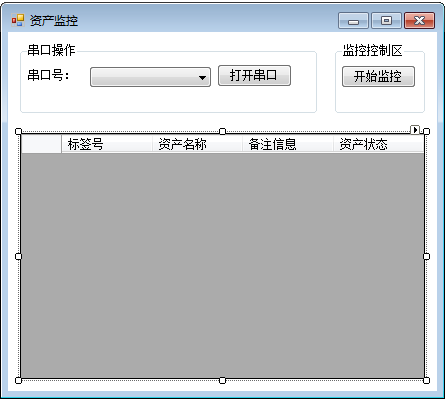 资产监控
串口操作
监控控制区
串口号：
打开串口
开始监控
标签号 资产名称 备注信息 资产状态